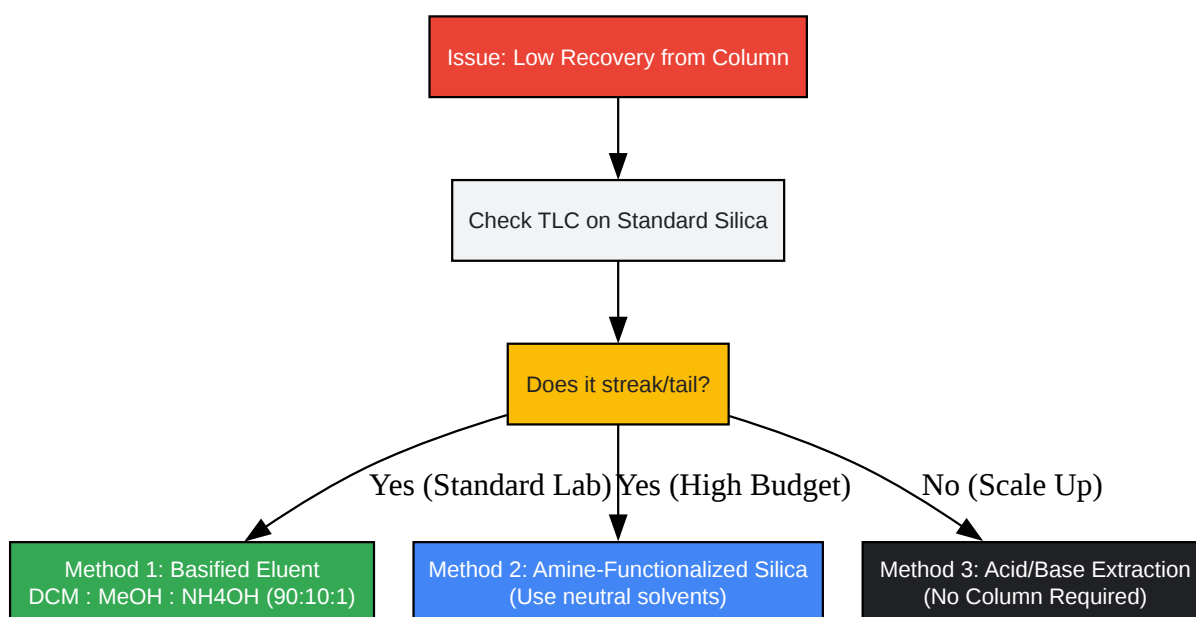 Issue: Low Recovery from Column
Check TLC on Standard Silica
Does it streak/tail?
Yes (Standard Lab)
Yes (High Budget)
No (Scale Up)
Method 1: Basified Eluent
DCM : MeOH : NH4OH (90:10:1)
Method 2: Amine-Functionalized Silica
(Use neutral solvents)
Method 3: Acid/Base Extraction
(No Column Required)